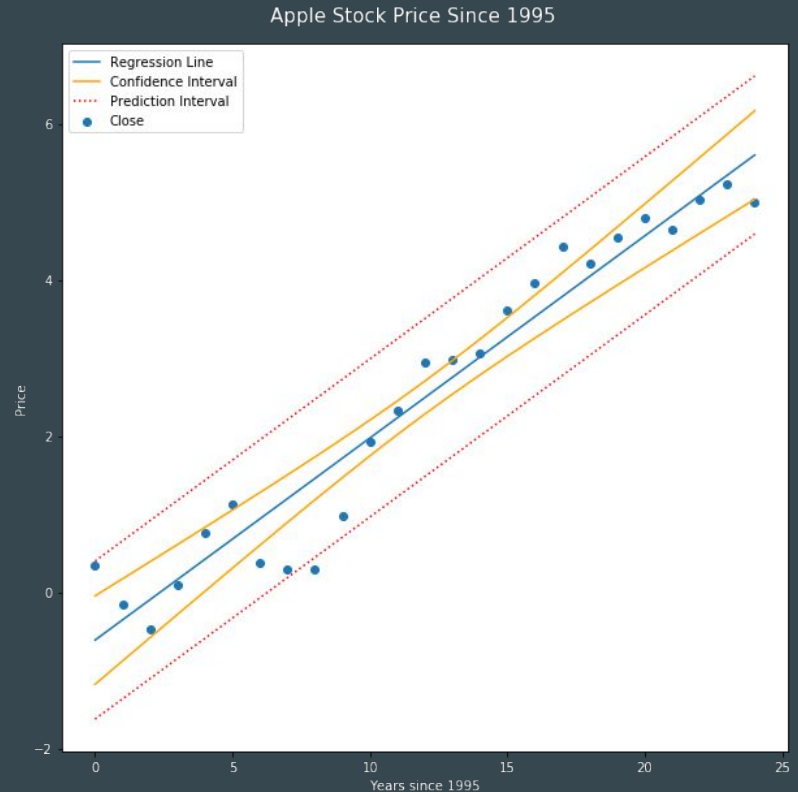 Apple Stock Price Since 1995
Regression Line
Confidence Interval
Prediction Interval
Close
6
4
2
0
−2
Price
0 5 10 15 20 25
Years since 1995